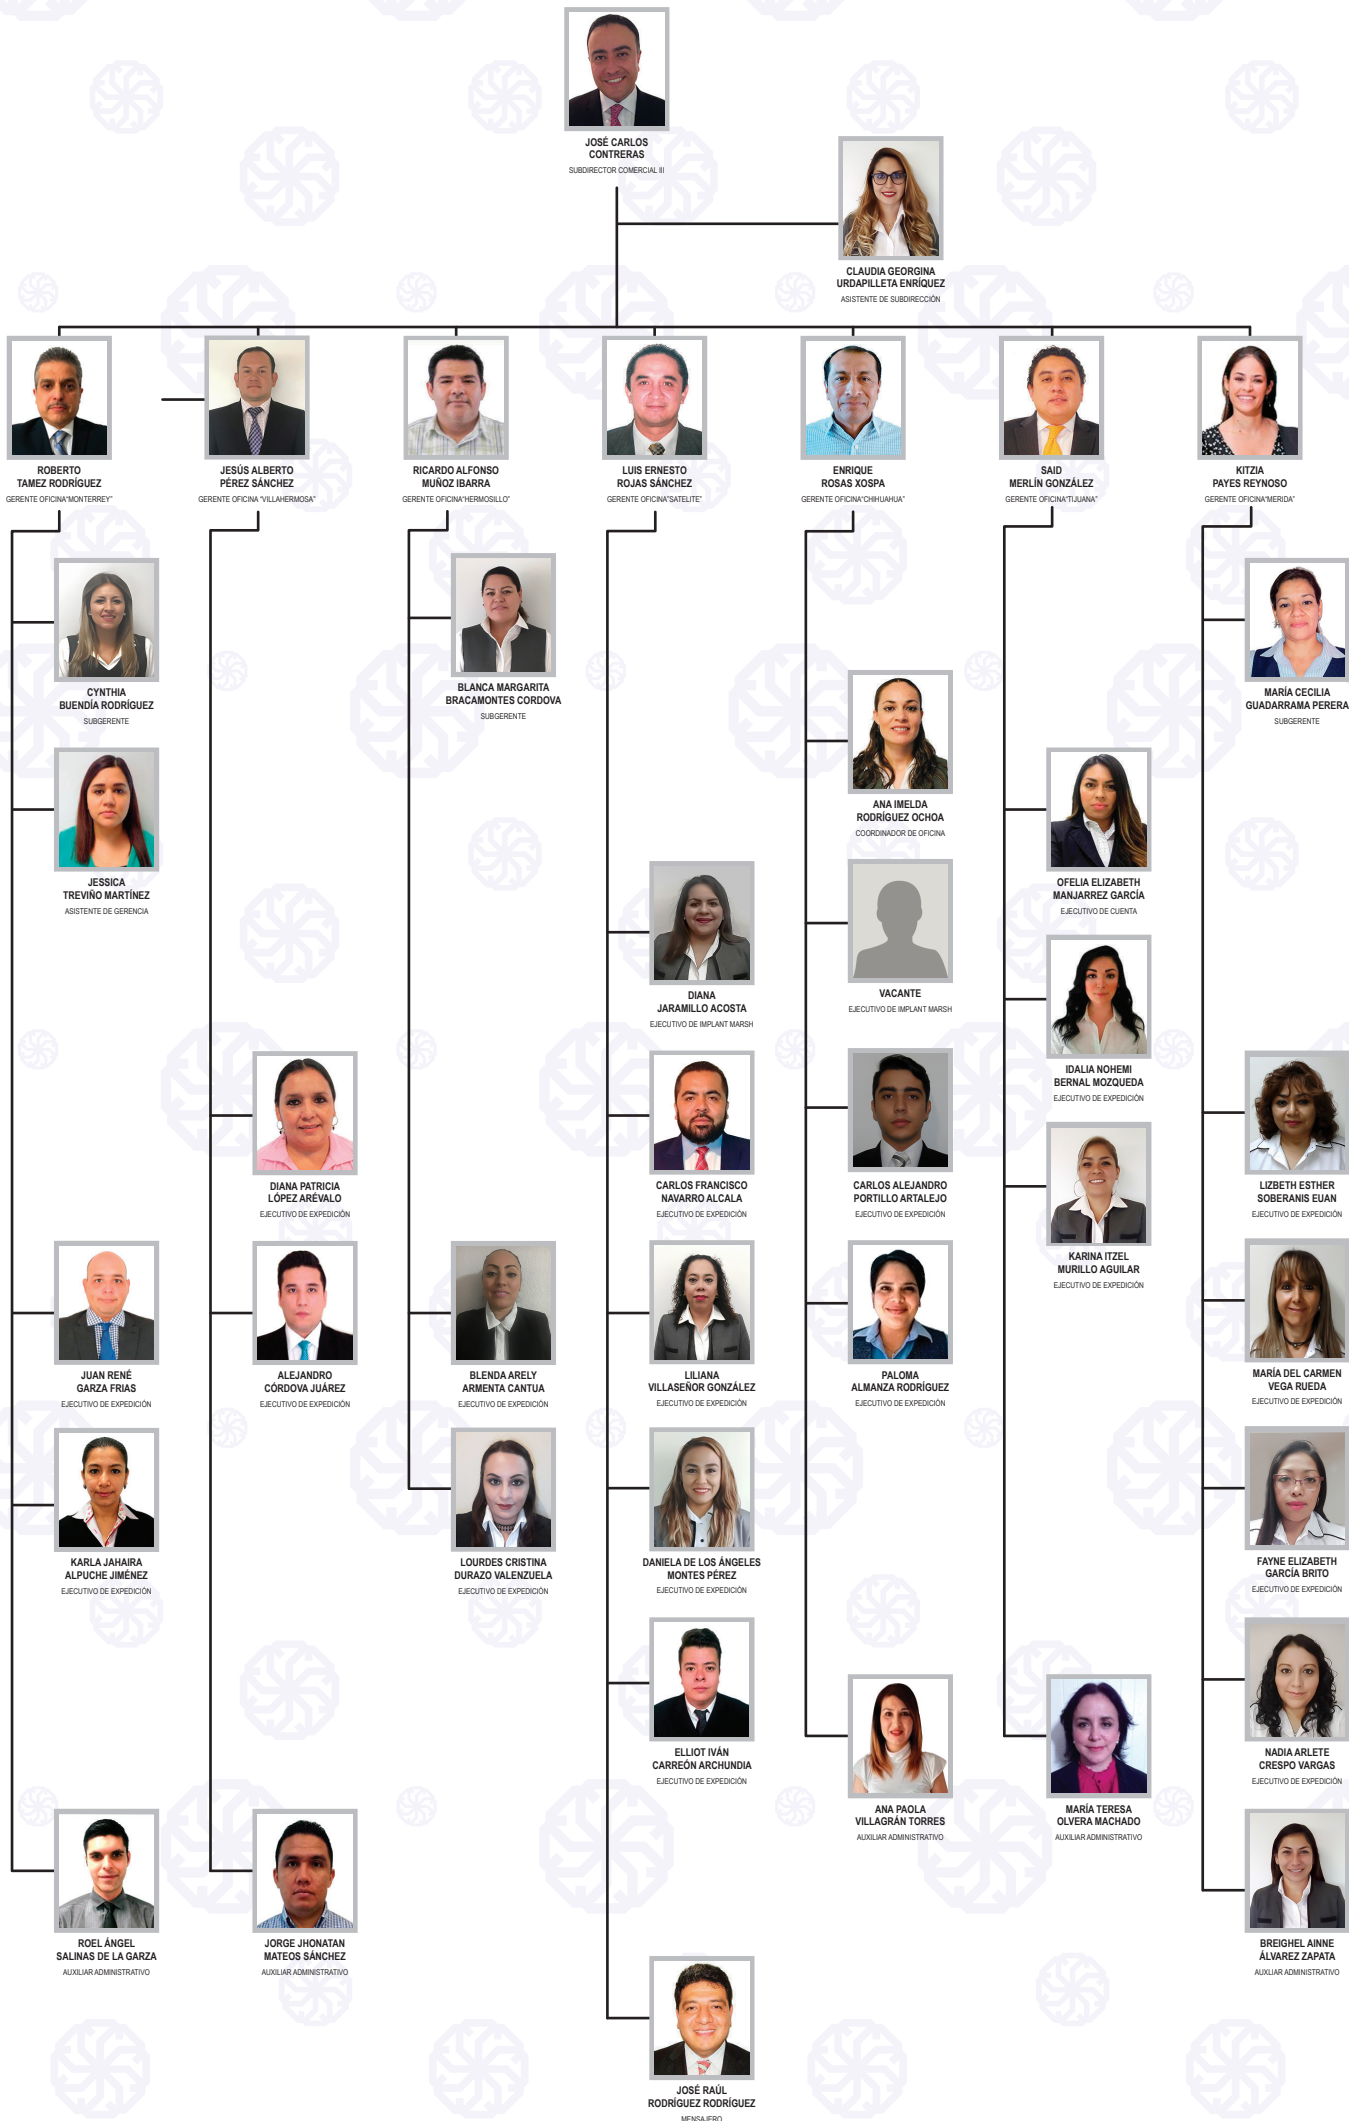 JOSÉ CARLOS
CONTRERAS
SUBDIRECTOR COMERCIAL III
CLAUDIA GEORGINA
URDAPILLETA ENRÍQUEZ
ASISTENTE DE SUBDIRECCIÓN
ROBERTO
TAMEZ RODRÍGUEZ
GERENTE OFICINA"MONTERREY"
JESÚS ALBERTO
PÉREZ SÁNCHEZ
GERENTE OFICINA "VILLAHERMOSA"
RICARDO ALFONSO
MUÑOZ IBARRA
GERENTE OFICINA"HERMOSILLO"
LUIS ERNESTO
ROJAS SÁNCHEZ
GERENTE OFICINA"SATELITE"
ENRIQUE
ROSAS XOSPA
GERENTE OFICINA"CHIHUAHUA"
SAID
MERLÍN GONZÁLEZ
GERENTE OFICINA"TIJUANA"
KITZIA
PAYES REYNOSO
GERENTE OFICINA"MERIDA"
CYNTHIA
BUENDÍA RODRÍGUEZ
SUBGERENTE
BLANCA MARGARITA
BRACAMONTES CORDOVA
SUBGERENTE
MARÍA CECILIA
GUADARRAMA PERERA
SUBGERENTE
ANA IMELDA
RODRÍGUEZ OCHOA
COORDINADOR DE OFICINA
JESSICA
TREVIÑO MARTÍNEZ
ASISTENTE DE GERENCIA
OFELIA ELIZABETH
MANJARREZ GARCÍA
EJECUTIVO DE CUENTA
DIANA
JARAMILLO ACOSTA
EJECUTIVO DE IMPLANT MARSH
VACANTE
EJECUTIVO DE IMPLANT MARSH
IDALIA NOHEMI
BERNAL MOZQUEDA
EJECUTIVO DE EXPEDICIÓN
DIANA PATRICIA
LÓPEZ ARÉVALO
EJECUTIVO DE EXPEDICIÓN
CARLOS FRANCISCO
NAVARRO ALCALA
EJECUTIVO DE EXPEDICIÓN
CARLOS ALEJANDRO
PORTILLO ARTALEJO
EJECUTIVO DE EXPEDICIÓN
LIZBETH ESTHER
SOBERANIS EUAN
EJECUTIVO DE EXPEDICIÓN
KARINA ITZEL
MURILLO AGUILAR
EJECUTIVO DE EXPEDICIÓN
JUAN RENÉ
GARZA FRIAS
EJECUTIVO DE EXPEDICIÓN
ALEJANDRO
CÓRDOVA JUÁREZ
EJECUTIVO DE EXPEDICIÓN
BLENDA ARELY
ARMENTA CANTUA
EJECUTIVO DE EXPEDICIÓN
LILIANA
VILLASEÑOR GONZÁLEZ
EJECUTIVO DE EXPEDICIÓN
PALOMA
ALMANZA RODRÍGUEZ
EJECUTIVO DE EXPEDICIÓN
MARÍA DEL CARMEN
VEGA RUEDA
EJECUTIVO DE EXPEDICIÓN
KARLA JAHAIRA
ALPUCHE JIMÉNEZ
EJECUTIVO DE EXPEDICIÓN
LOURDES CRISTINA
DURAZO VALENZUELA
EJECUTIVO DE EXPEDICIÓN
DANIELA DE LOS ÁNGELES
MONTES PÉREZ
EJECUTIVO DE EXPEDICIÓN
FAYNE ELIZABETH
GARCÍA BRITO
EJECUTIVO DE EXPEDICIÓN
ELLIOT IVÁN
CARREÓN ARCHUNDIA
EJECUTIVO DE EXPEDICIÓN
NADIA ARLETE
CRESPO VARGAS
EJECUTIVO DE EXPEDICIÓN
ANA PAOLA
VILLAGRÁN TORRES
AUXILIAR ADMINISTRATIVO
MARÍA TERESA
OLVERA MACHADO
AUXILIAR ADMINISTRATIVO
ROEL ÁNGEL
SALINAS DE LA GARZA
AUXILIAR ADMINISTRATIVO
JORGE JHONATAN
MATEOS SÁNCHEZ
AUXILIAR ADMINISTRATIVO
BREIGHEL AINNE
ÁLVAREZ ZAPATA
AUXLIAR ADMINISTRATIVO
JOSÉ RAÚL
RODRÍGUEZ RODRÍGUEZ
MENSAJERO